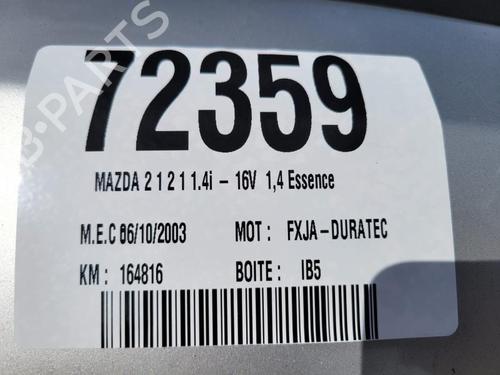 72359
MAZDA 2 1 2 1 1.4i - 16V 1,4 Essence
M.E.C 06/10/2003 MOT : FXJA-DURATEC
KM : 164816 BOITE : IB5
PARTS